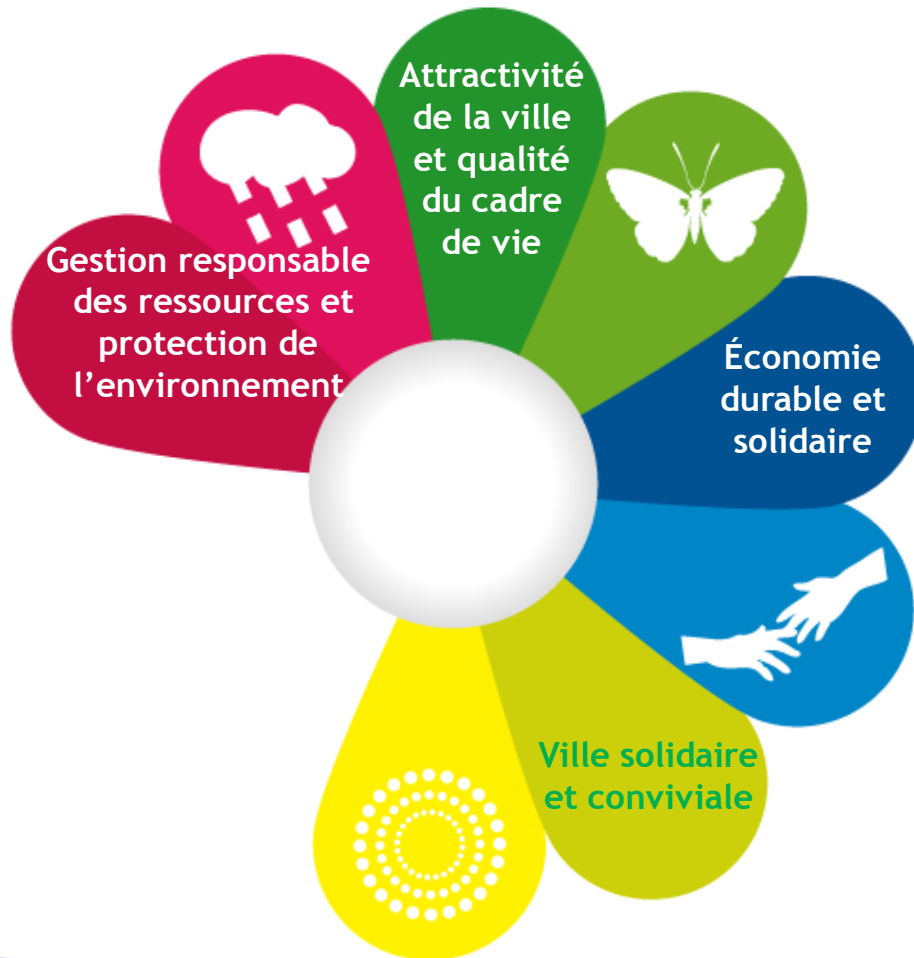 Attractivité
de la ville
et qualité
du cadre
de vie
Gestion responsable
des ressources et
protection de
l’environnement
Économie
durable et
solidaire
Ville solidaire
et conviviale